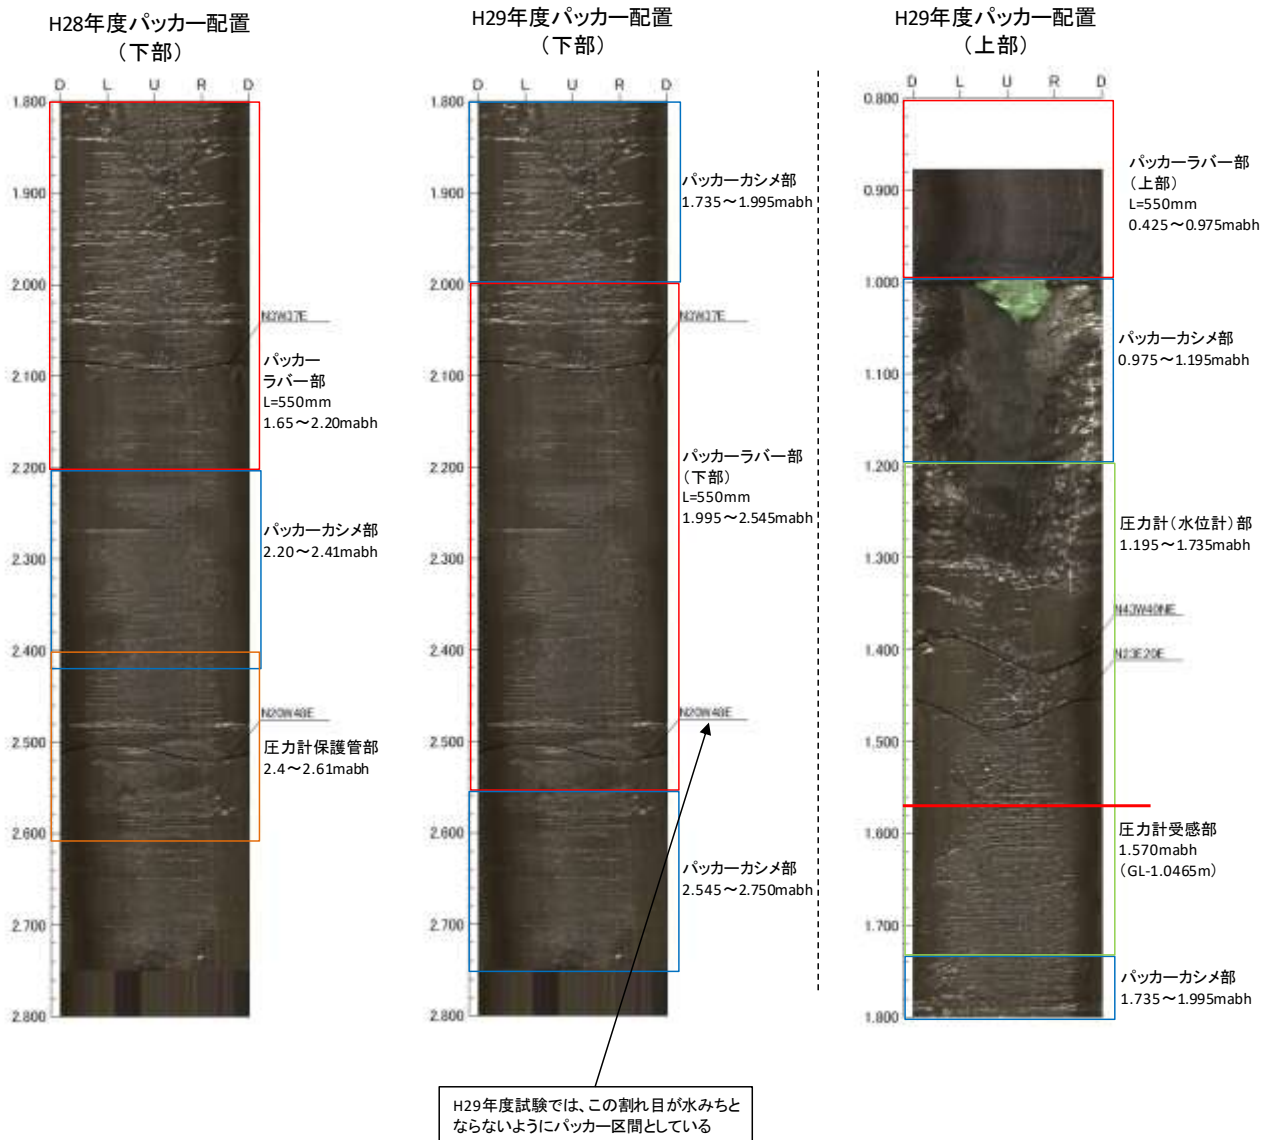 H28年度パッカー配置
（下部）
D L U R D
1.800
1.900
2.000
2.100
2.200
2.300
2.400
2.500
2.600
2.700
2.800
N3W37E
パッカー
ラバー部
L=550mm
1.65～2.20mabh
パッカーカシメ部
2.20～2.41mabh
N20W48E
圧力計保護管部
2.4～2.61mabh
H29年度パッカー配置
（下部）
D L U R D
1.800
1.900
2.000
2.100
2.200
2.300
2.400
2.500
2.600
2.700
2.800
パッカーカシメ部
1.735～1.995mabh
N3W37E
パッカーラバー部
（下部）
L=550mm
1.995～2.545mabh
N20W48E
パッカーカシメ部
2.545～2.750mabh
H29年度試験では、この割れ目が水みちと
ならないようにパッカー区間としている
H29年度パッカー配置
（上部）
D L U R D
0.800
0.900
1.000
1.100
1.200
1.300
1.400
1.500
1.600
1.700
1.800
パッカーラバー部
（上部）
L=550mm
0.425～0.975mabh
パッカーカシメ部
0.975～1.195mabh
圧力計（水位計）部
1.195～1.735mabh
N43W40NE
N23E20E
圧力計受感部
1.570mabh
（GL-1.0465m）
パッカーカシメ部
1.735～1.995mabh